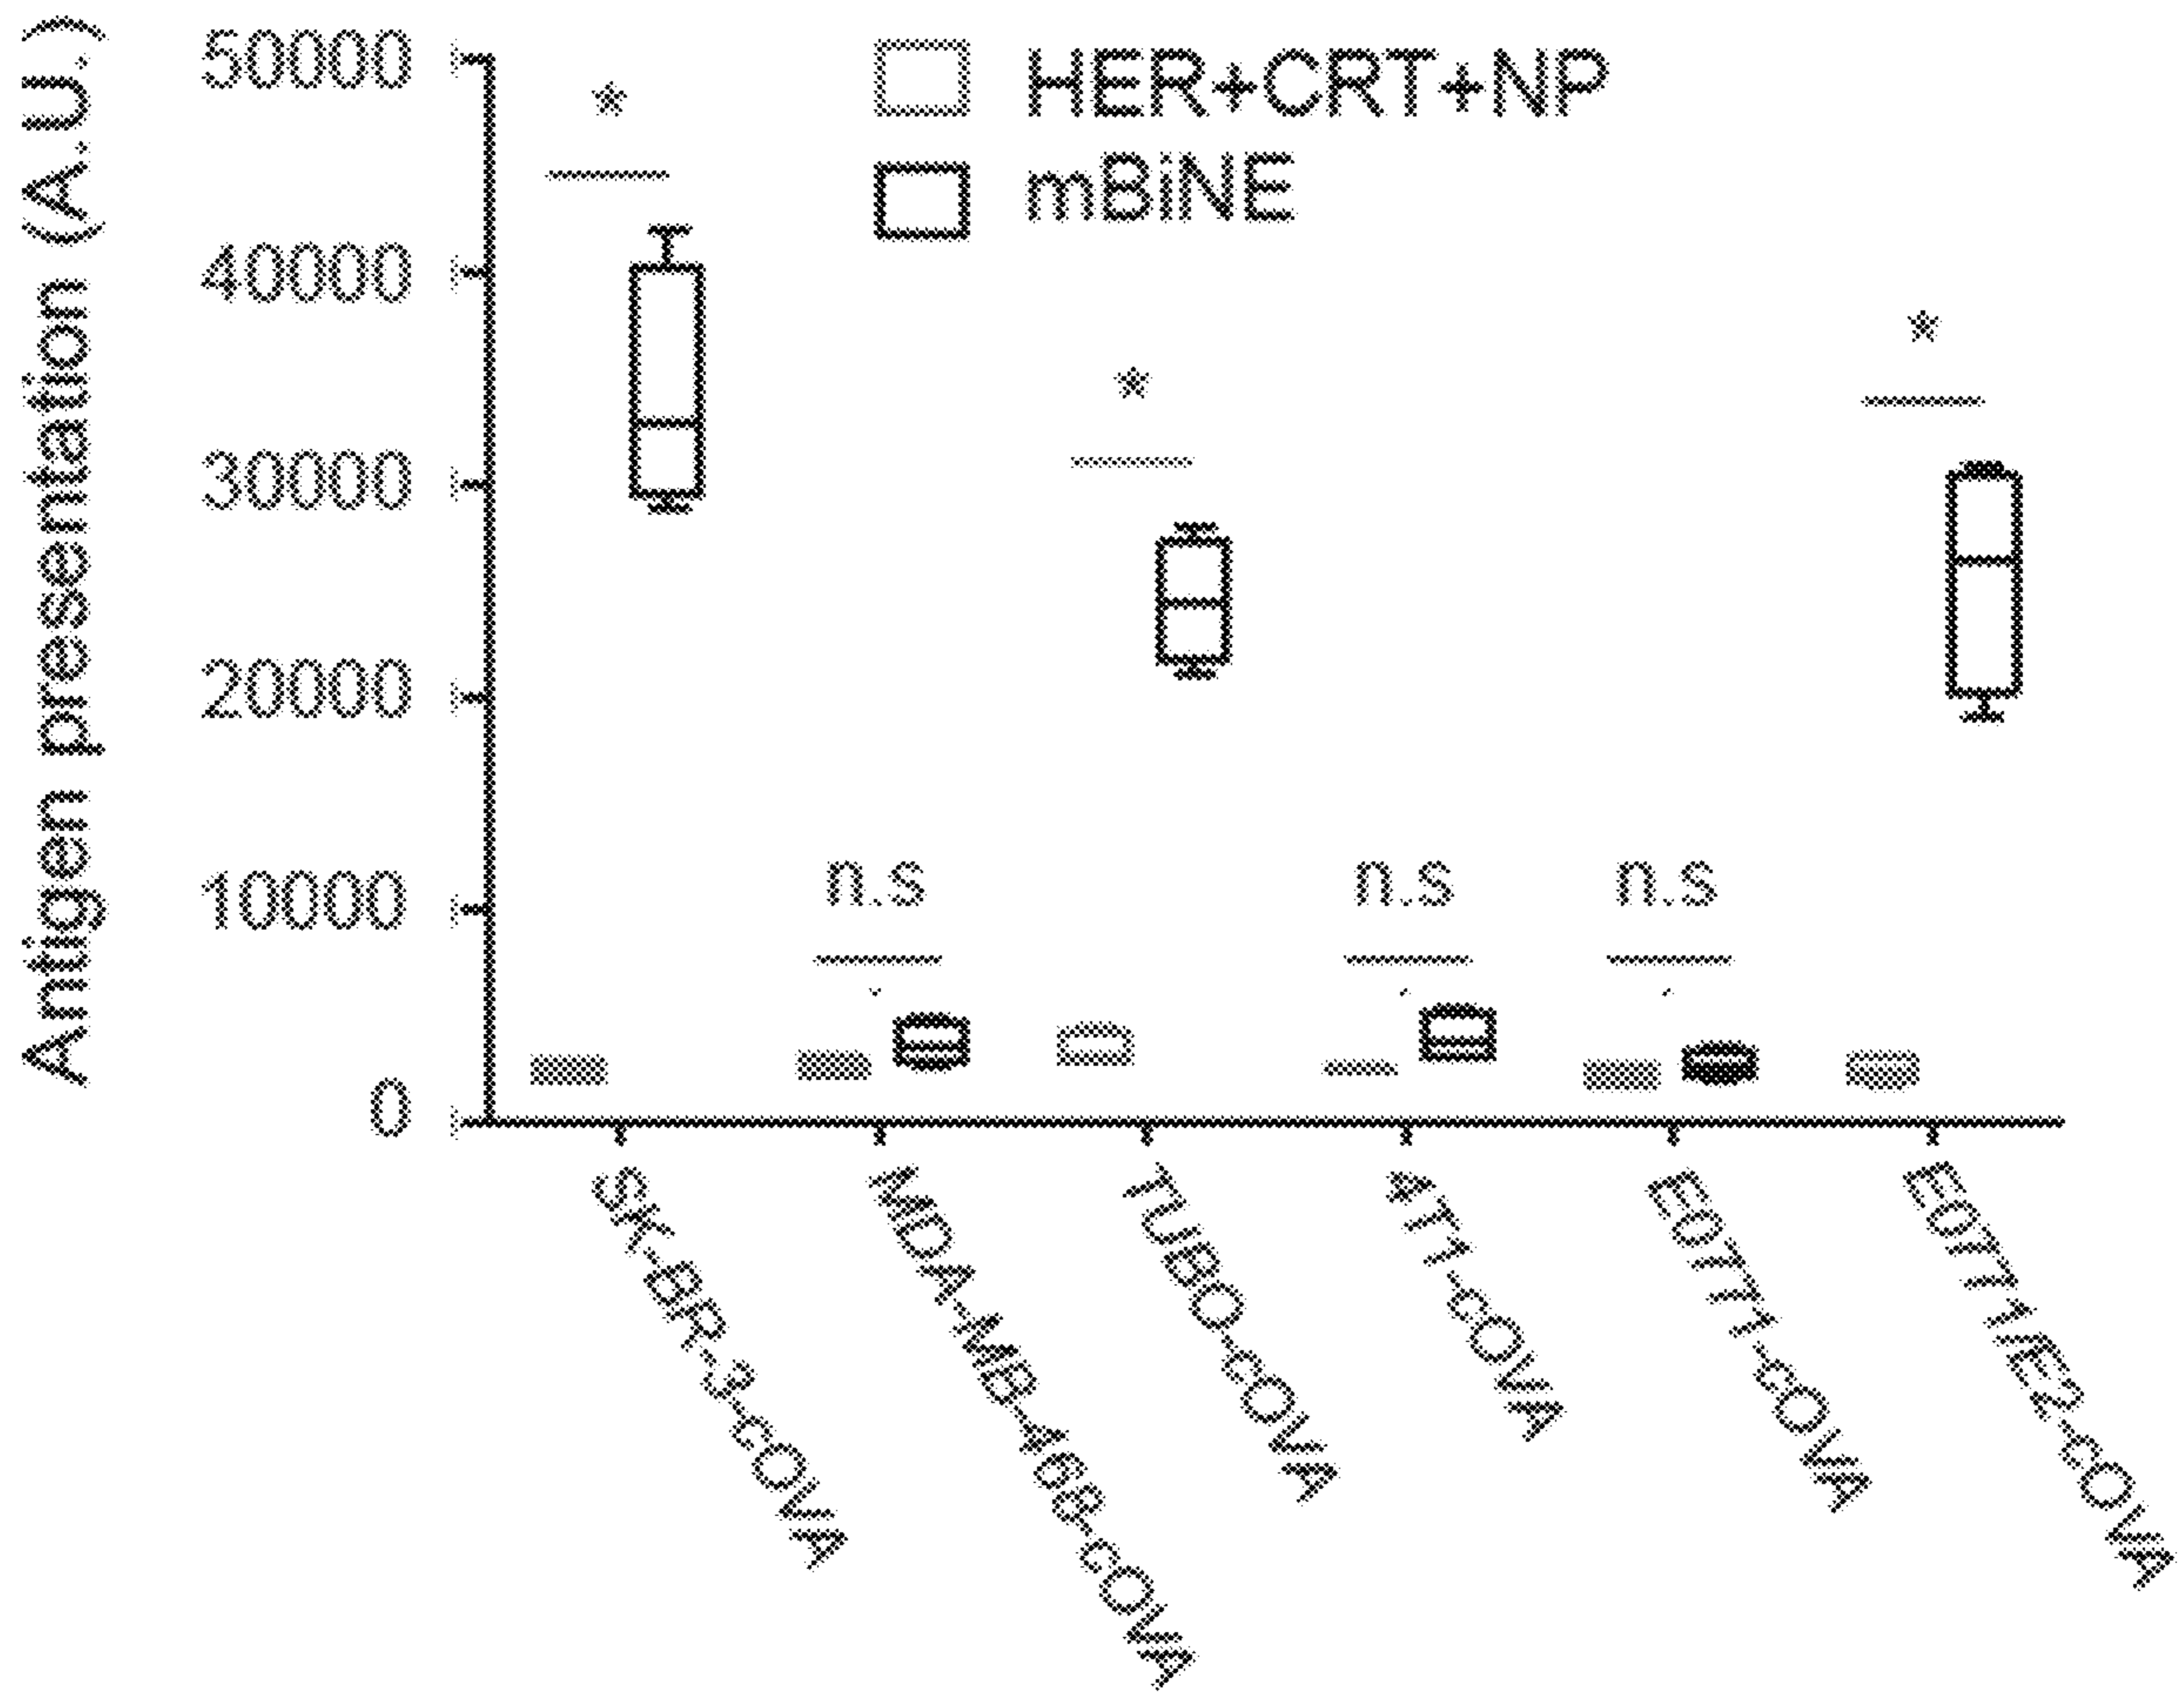 Antigen presentation (A.U.)
50000
40000
30000
20000
10000
0
HER+CRT+NP
mBiNE
*
*
*
n.s
n.s
n.s
SK-BR-3-cOVA
MDA-MB-468-cOVA
TUBO-cOVA
4T1-cOVA
E0771-cOVA
E0771/E2-cOVA